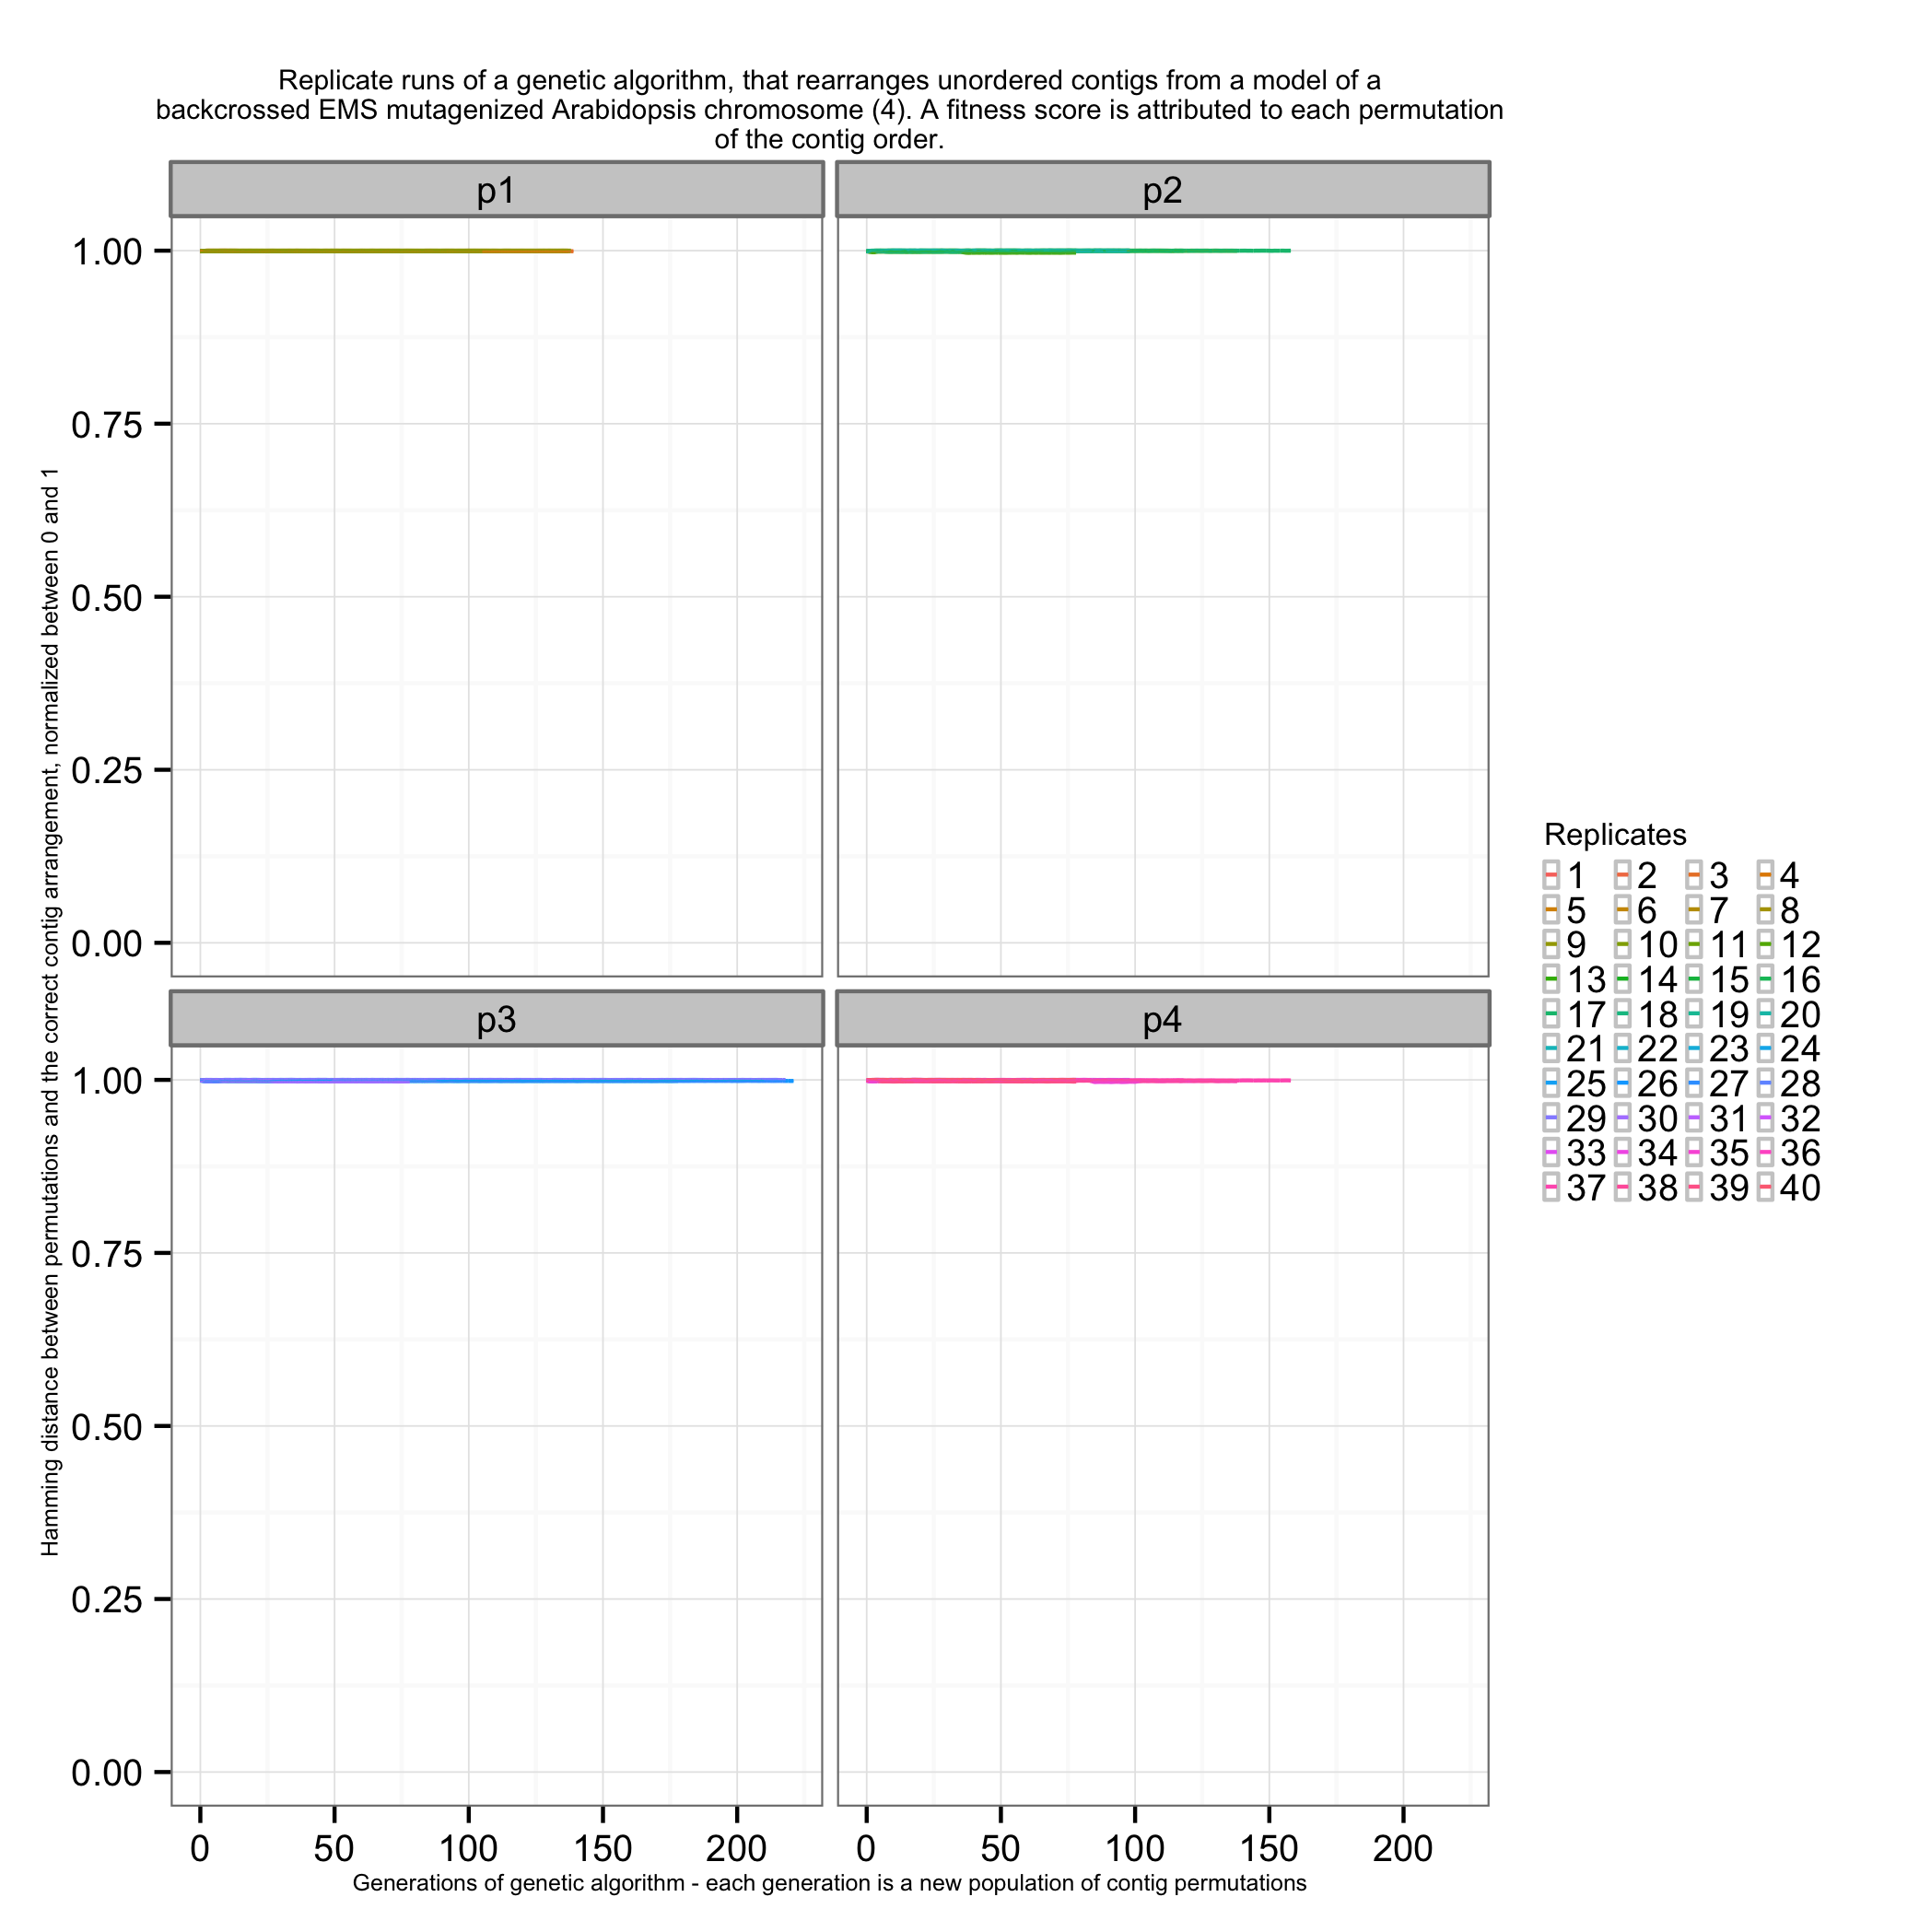 Replicate runs of a genetic algorithm, that rearranges unordered contigs from a model of a
backcrossed EMS mutagenized Arabidopsis chromosome (4). A fitness score is attributed to each permutation
of the contig order.
p1
p2
1.00
0.75
0.50
0.25
0.00
p3
p4
1.00
0.75
0.50
0.25
0.00
0 50 100 150 200
0 50 100 150 200
Generations of genetic algorithm - each generation is a new population of contig permutations
Hamming distance between permutations and the correct contig arrangement, normalized between 0 and 1
Replicates
1 2 3 4
5 6 7 8
9 10 11 12
13 14 15 16
17 18 19 20
21 22 23 24
25 26 27 28
29 30 31 32
33 34 35 36
37 38 39 40